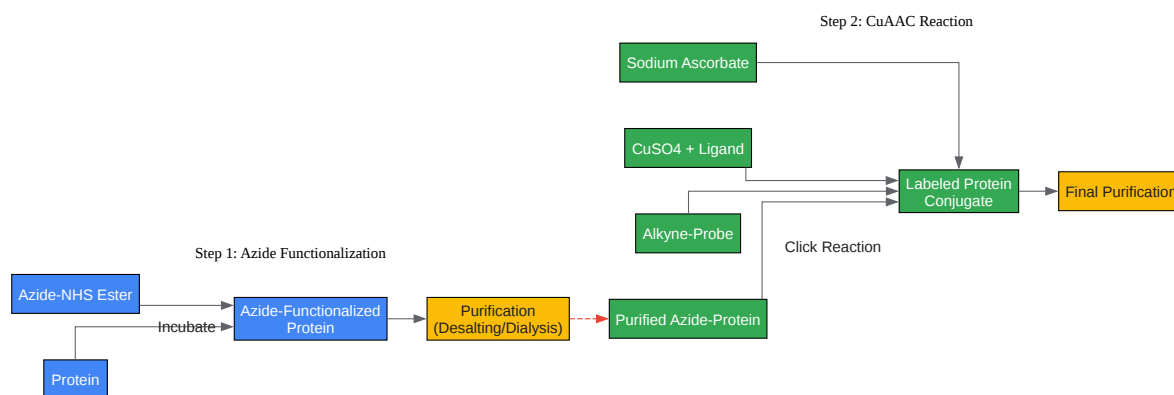 Step 2: CuAAC Reaction
Sodium Ascorbate
CuSO4 + Ligand
Labeled Protein
Conjugate
Final Purification
Alkyne-Probe
Click Reaction
Step 1: Azide Functionalization
Azide-NHS Ester
Azide-Functionalized
Protein
Purification
(Desalting/Dialysis)
Purified Azide-Protein
Incubate
Protein